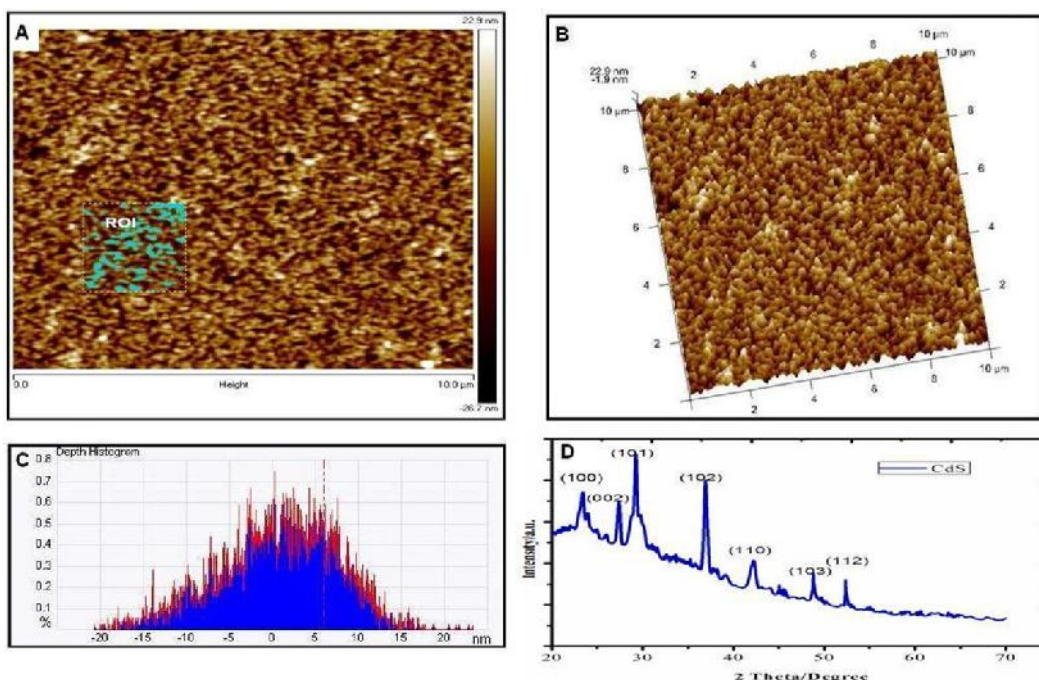 A
22.9 nm
ROI
0.0
Height
10.0 µm
-26.7 nm
B
22.9 nm
-1.9 nm
10 µm
8
6
4
2
2
4
6
8
10 µm
2
4
6
8
10 µm
10 µm
8
6
4
2
C
Depth Histogram
0.8
0.7
0.6
0.5
0.4
0.3
0.2
0.1
%
-20
-15
-10
-5
0
5
10
15
20
nm
D
CdS
(100)
(002)
(101)
(102)
(110)
(103)
(112)
Intensity/a.u.
20
30
40
50
60
70
2 Theta/Degree